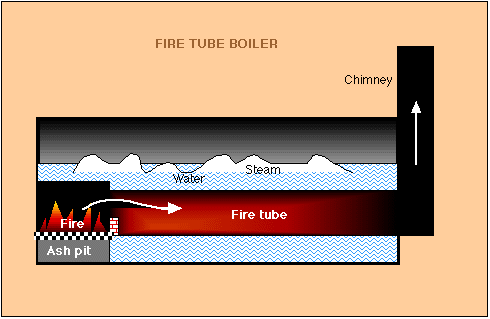 FIRE TUBE BOILER
Chimney
Steam
Water
Fire tube
Fire
Ash pit